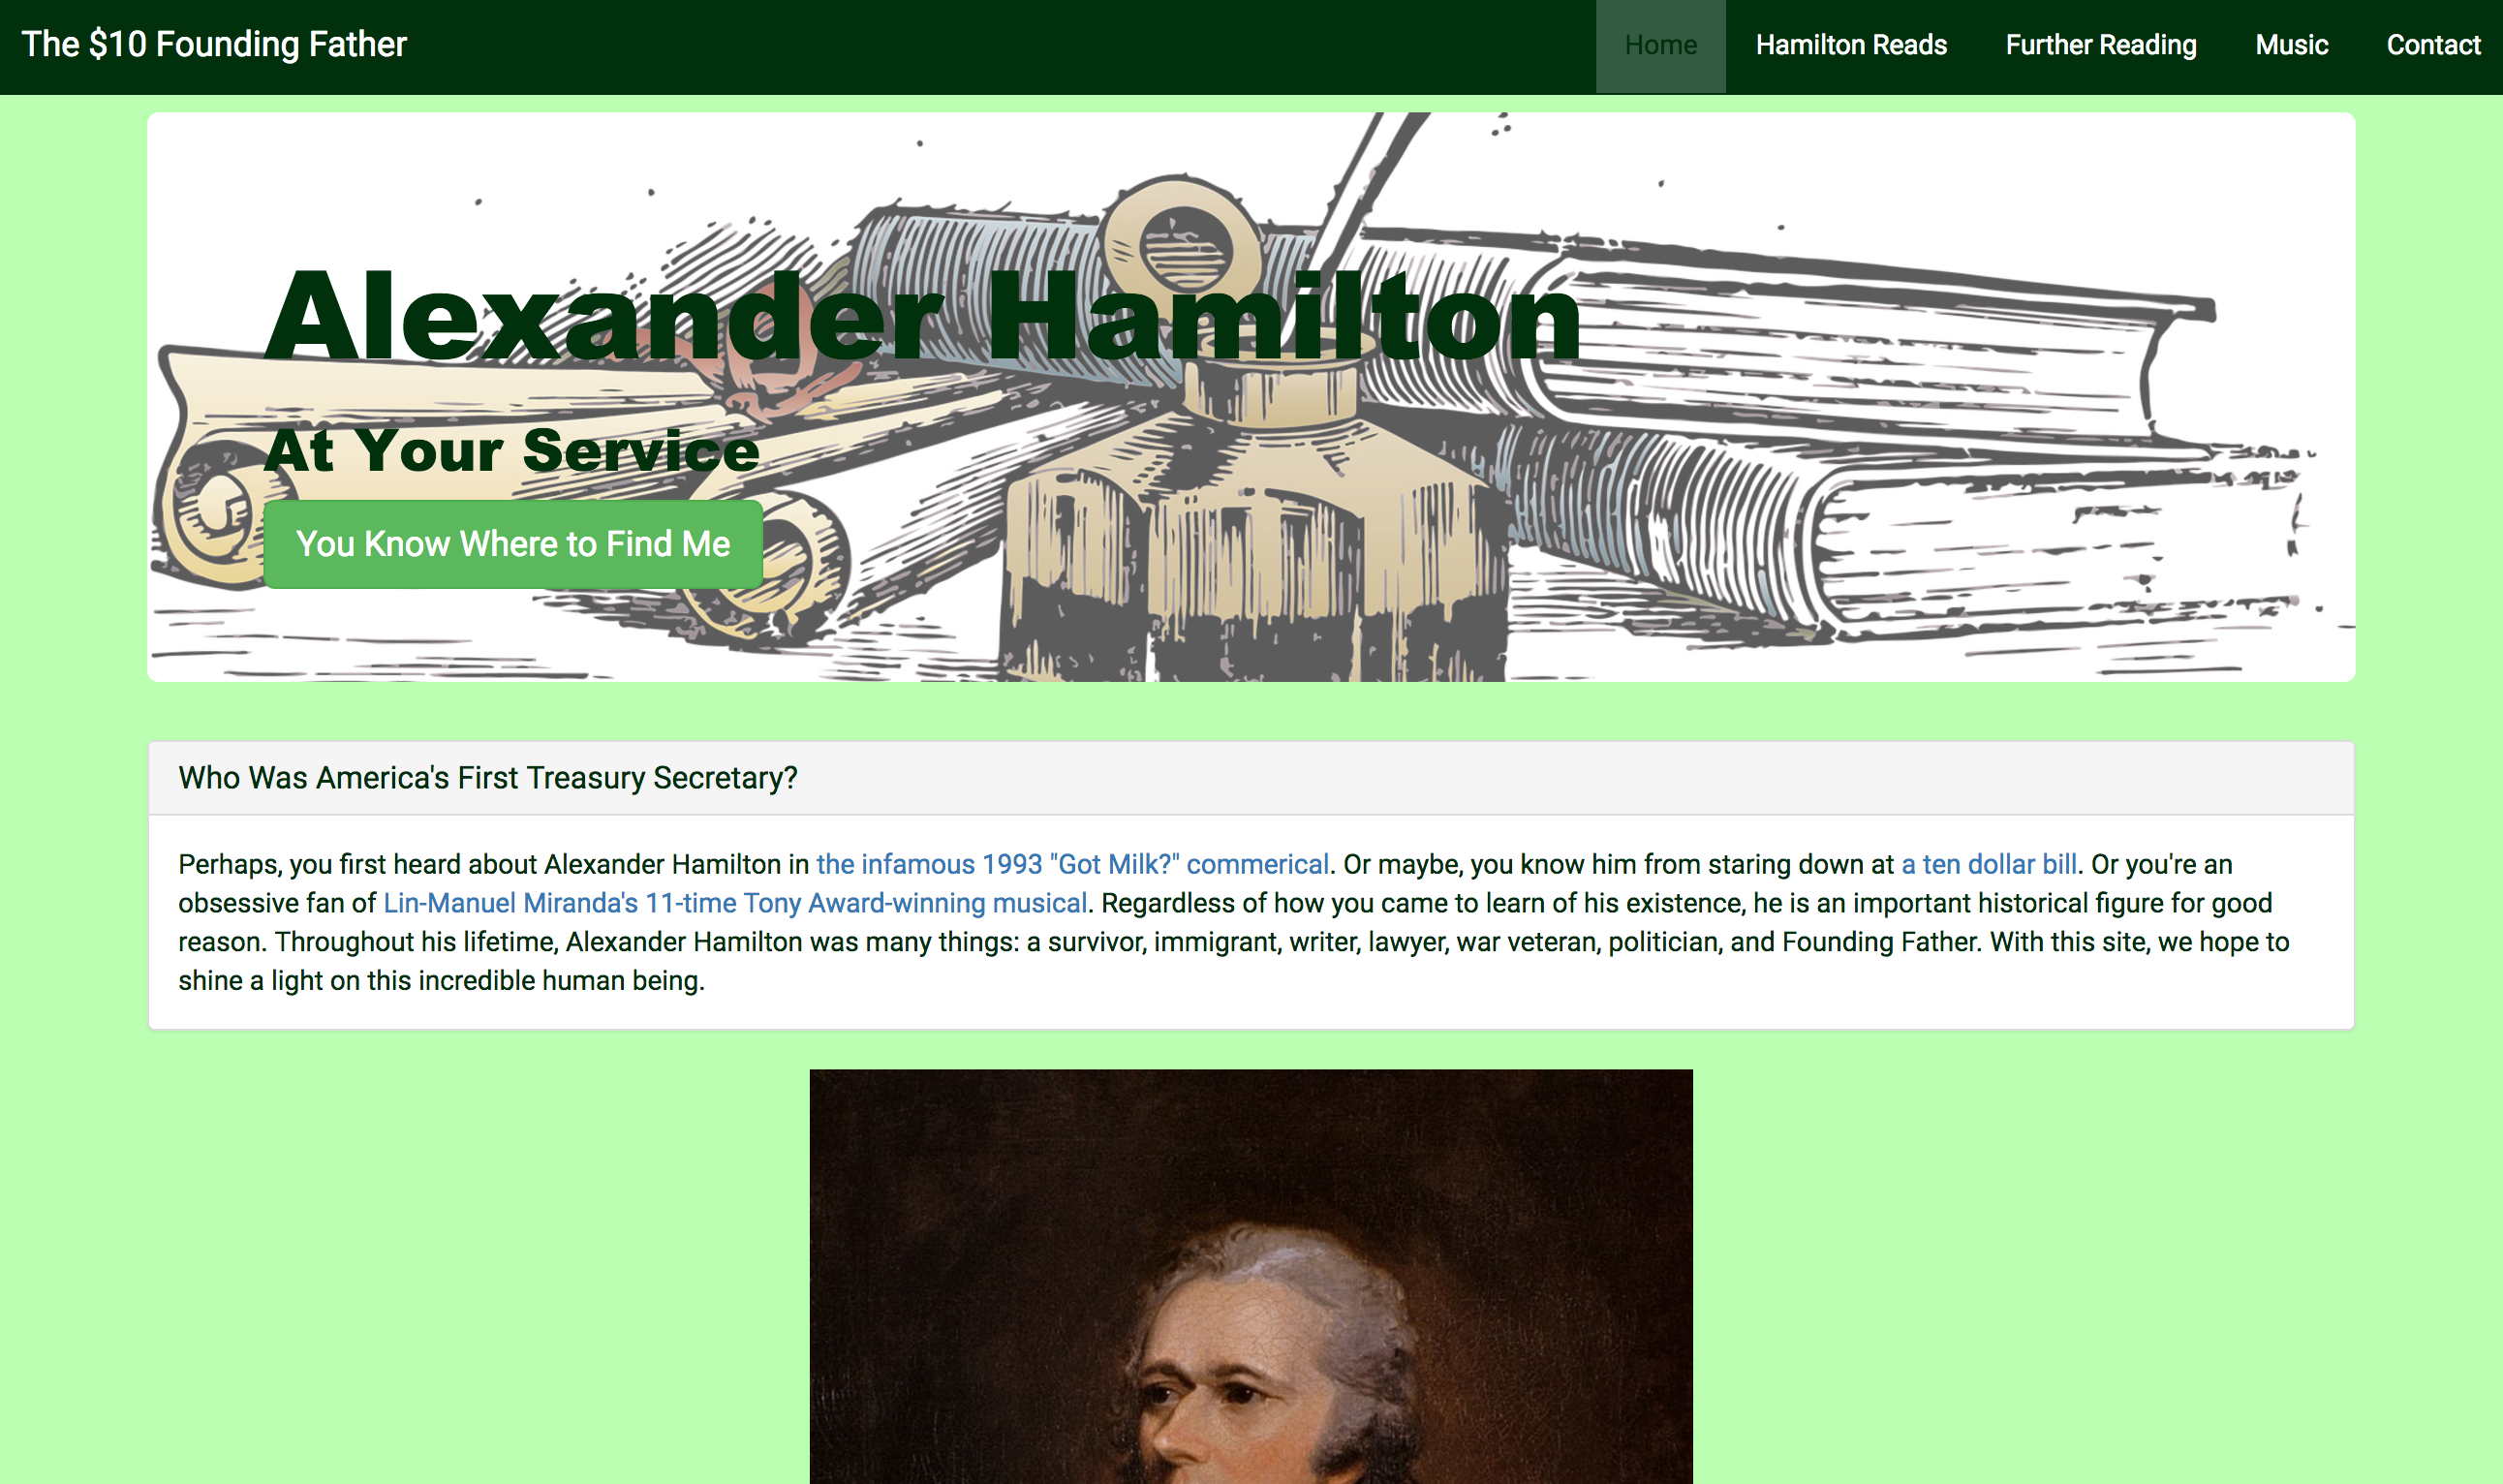 The $10 Founding Father
Home Hamilton Reads Further Reading Music Contact
Alexander Hamilton
At Your Service
You Know Where to Find Me
Who Was America's First Treasury Secretary?
Perhaps, you first heard about Alexander Hamilton in the infamous 1993 "Got Milk?" commerical. Or maybe, you know him from staring down at a ten dollar bill. Or you're an
obsessive fan of Lin-Manuel Miranda's 11-time Tony Award-winning musical. Regardless of how you came to learn of his existence, he is an important historical figure for good
reason. Throughout his lifetime, Alexander Hamilton was many things: a survivor, immigrant, writer, lawyer, war veteran, politician, and Founding Father. With this site, we hope to
shine a light on this incredible human being.